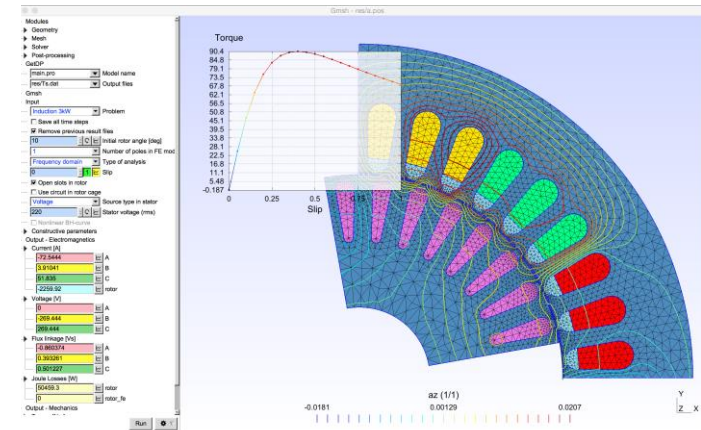 Gmsh - res/a.pos
Modules
Geometry
Mesh
Solver
Post-processing
GetDP
main.pro Model name
res/Ts.dat Output files
Gmsh
Input
Induction 3kW Problem
Save all time steps
Remove previous result files
10 Initial rotor angle [deg]
1 Number of poles in FE mod
Frequency domain Type of analysis
0 Slip
Open slots in rotor
Use circuit in rotor cage
Voltage Source type in stator
220 Stator voltage (rms)
Nonlinear BH-curve
Constructive parameters
Output - Electromagnetics
Current [A]
-72.5444 A
3.91041 B
61.838 C
-2259.92 rotor
Voltage [V]
0 A
-269.444 B
269.444 C
Flux linkage [Vs]
-0.860374 A
0.393281 B
0.501227 C
Joule Losses [W]
50459.3 rotor
0 rotor_fe
Output - Mechanics
Run
Torque
90.4
84.8
79.1
73.5
67.8
62.1
56.5
50.8
45.1
39.5
33.8
28.1
22.5
16.8
11.1
5.48
-0.187
0 0.25 0.5 0.75 1
Slip
az (1/1)
-0.0181 0.00129 0.0207
Y
Z X